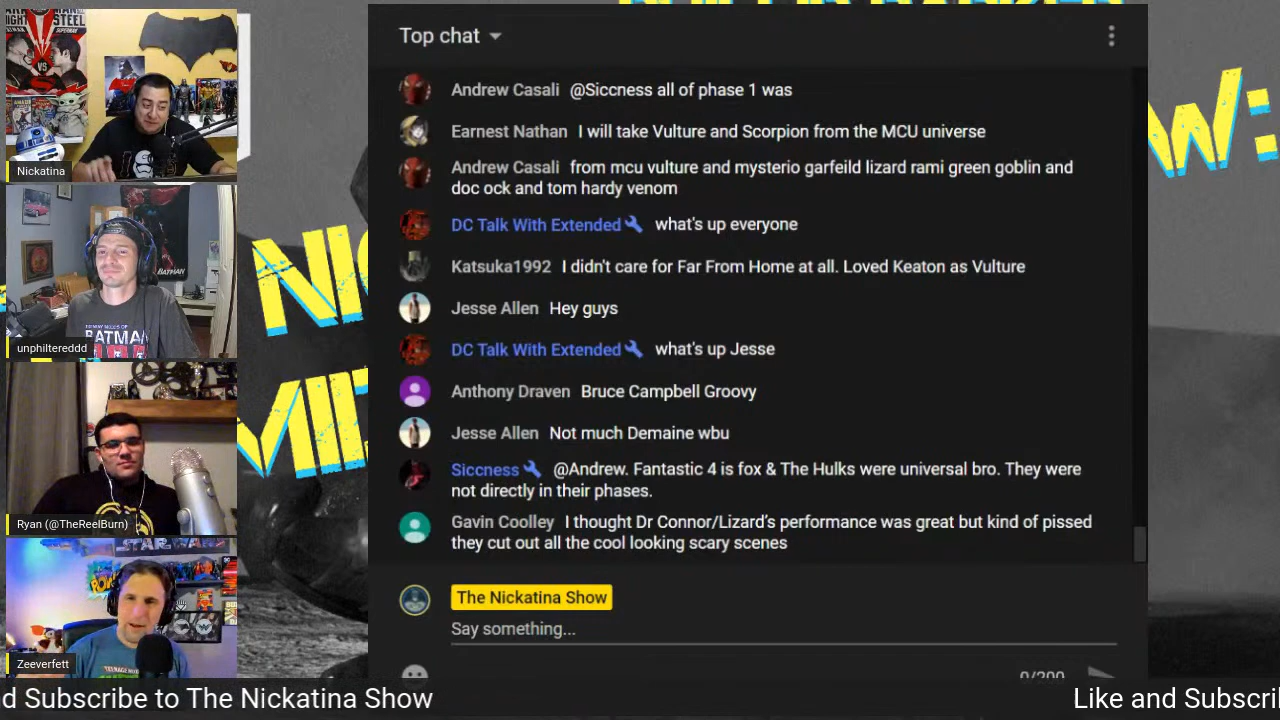 Top chat
Andrew Casali @Siccness all of phase 1 was
Earnest Nathan I will take Vulture and Scorpion from the MCU universe
Andrew Casali from mcu vulture and mysterio garfeild lizard rami green goblin and
doc ock and tom hardy venom
DC Talk With Extended what's up everyone
Katsuka1992 I didn't care for Far From Home at all. Loved Keaton as Vulture
Jesse Allen Hey guys
DC Talk With Extended what's up Jesse
Anthony Draven Bruce Campbell Groovy
Jesse Allen Not much Demaine wbu
Siccness @Andrew. Fantastic 4 is fox & The Hulks were universal bro. They were
not directly in their phases.
Gavin Coolley I thought Dr Connor/Lizard’s performance was great but kind of pissed
they cut out all the cool looking scary scenes
The Nickatina Show
Say something...
0/200
STEEL
VS
Nickatina
BATMAN
BATMAN
unphiltereddd
Ryan (@TheReelBurn)
POW
Zeeverfett
NI
MI
W:
d Subscribe to The Nickatina Show
Like and Subscri